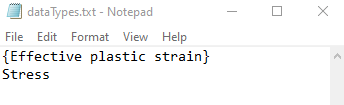 dataTypes.txt - Notepad
File Edit Format View Help
{Effective plastic strain}
Stress